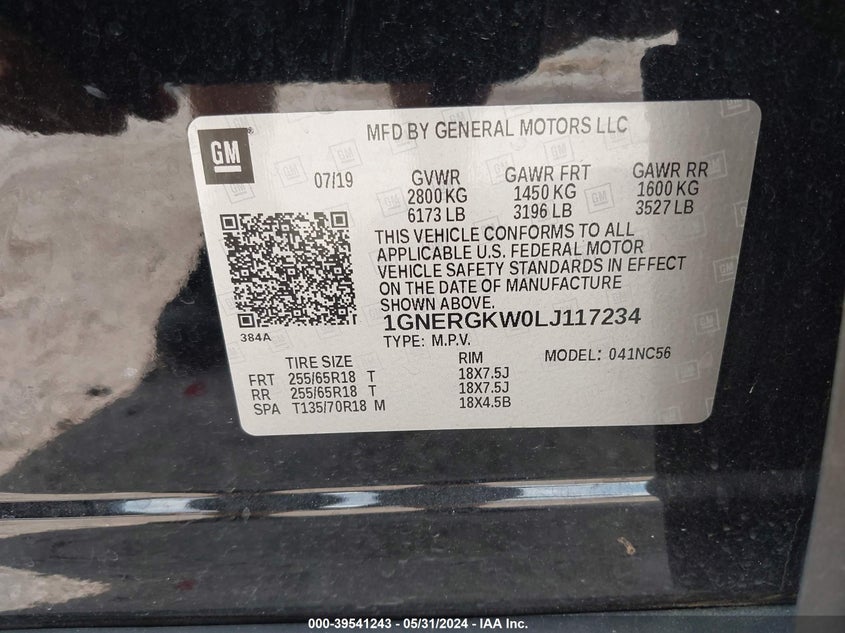 MFD BY GENERAL MOTORS LLC
GM
®
07/19 GVWR GAWR FRT GAWR RR
2800 KG 1450 KG 1600 KG
6173 LB 3196 LB 3527 LB
THIS VEHICLE CONFORMS TO ALL
APPLICABLE U.S. FEDERAL MOTOR
VEHICLE SAFETY STANDARDS IN EFFECT
ON THE DATE OF MANUFACTURE
SHOWN ABOVE.
384A
1GNERGKW0LJ117234
TYPE: M.P.V.
TIRE SIZE RIM MODEL: 041NC56
FRT 255/65R18 T 18X7.5J
RR 255/65R18 T 18X7.5J
SPA T135/70R18 M 18X4.5B
000-39541243 - 05/31/2024 - IAA Inc.